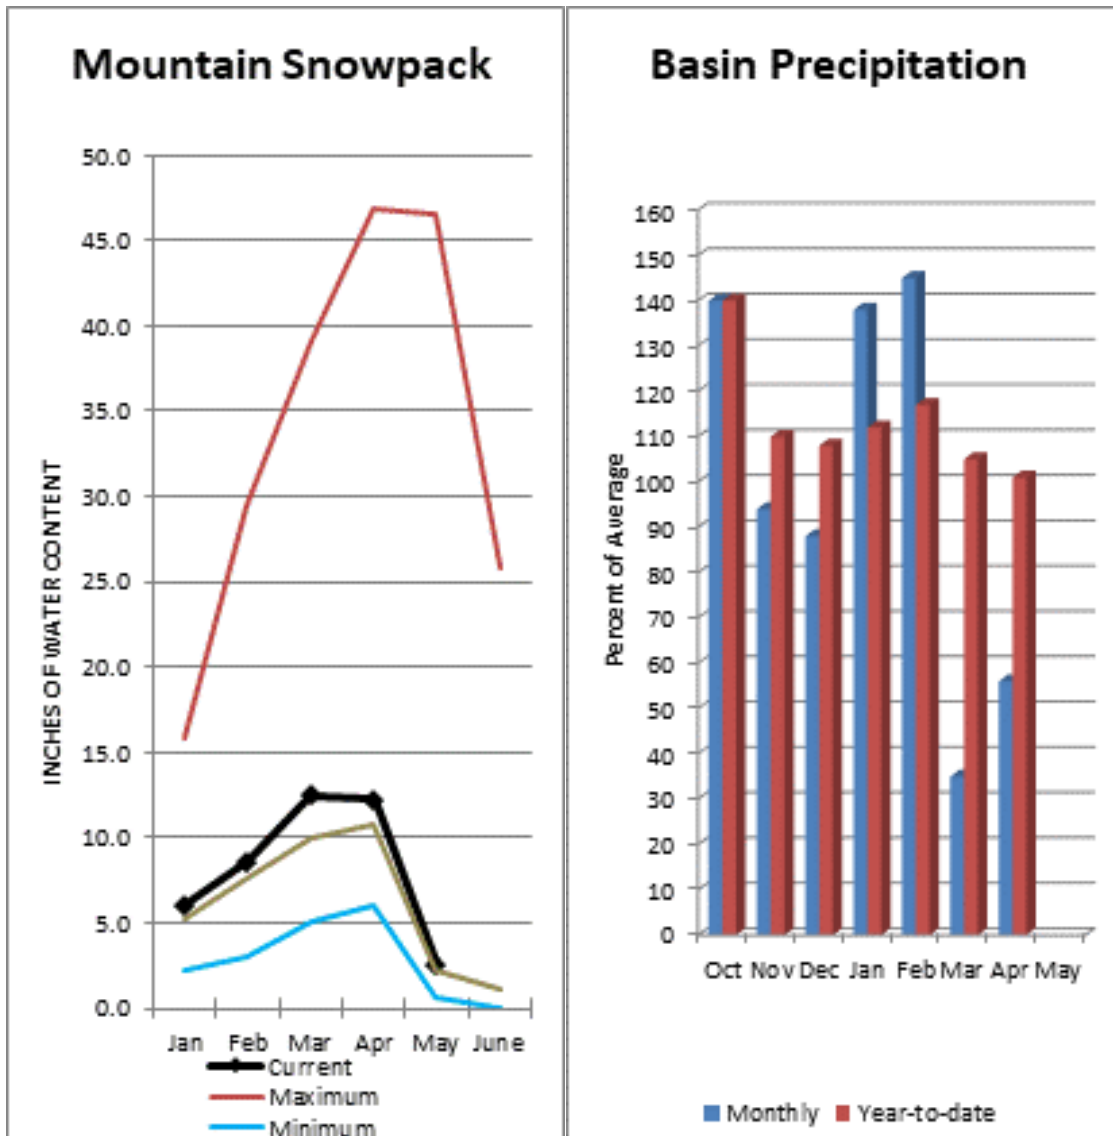 Mountain Snowpack
50.0
45.0
40.0
35.0
30.0
25.0
20.0
15.0
10.0
5.0
0.0
INCHES OF WATER CONTENT
Jan Feb Mar Apr May June
Current
Maximum
Minimum
Basin Precipitation
160
150
140
130
120
110
100
90
80
70
60
50
40
30
20
10
0
Percent of Average
Oct Nov Dec Jan Feb Mar Apr May
Monthly Year-to-date